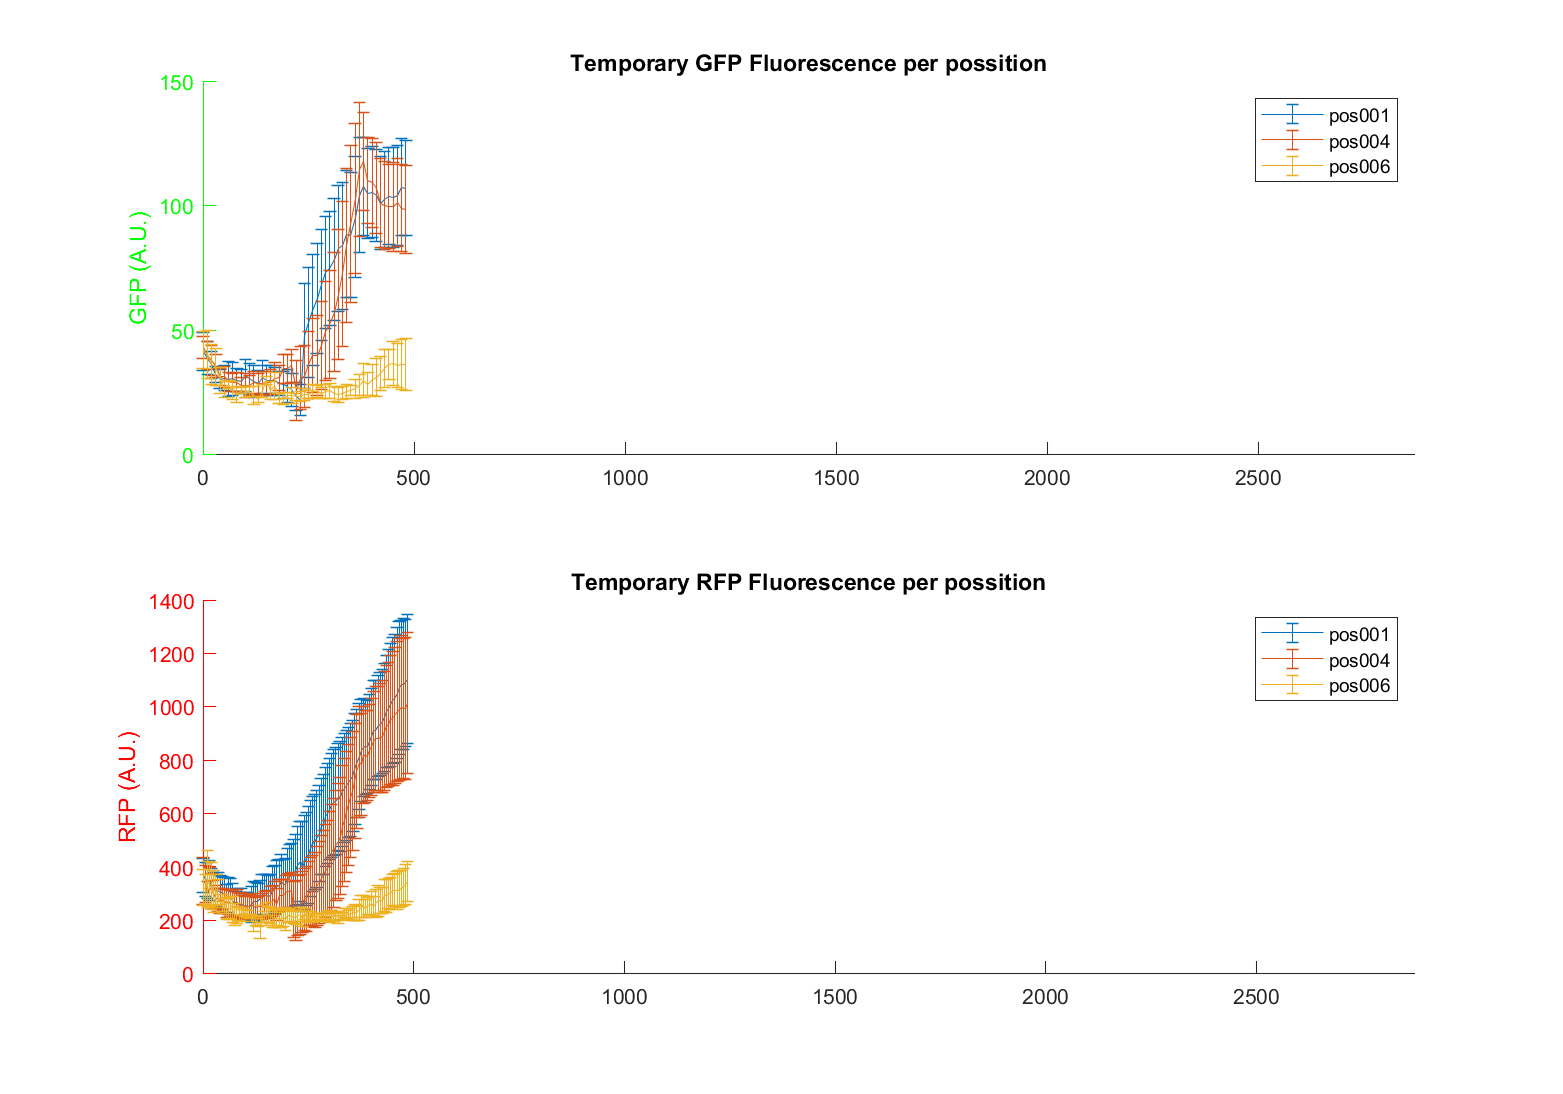 Temporary GFP Fluorescence per possition
150
100
50
0
GFP (A.U.)
pos001
pos004
pos006
0 500 1000 1500 2000 2500
Temporary RFP Fluorescence per possition
1400
1200
1000
800
600
400
200
0
RFP (A.U.)
pos001
pos004
pos006
0 500 1000 1500 2000 2500